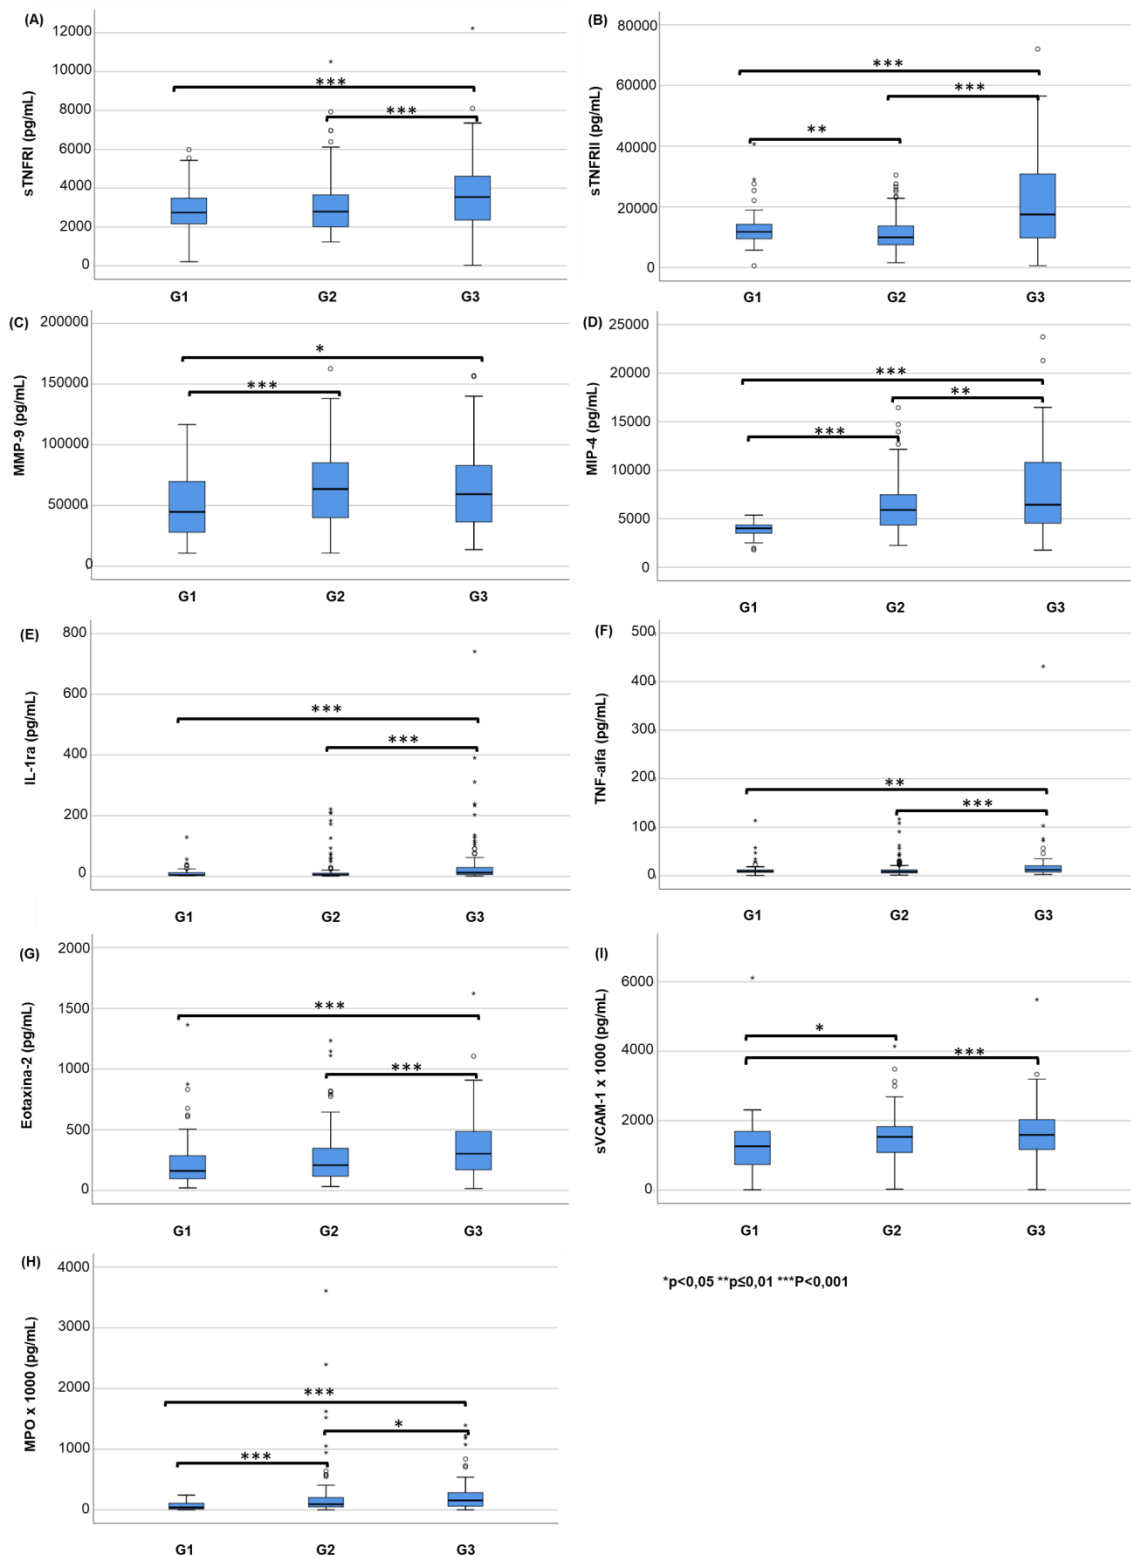 (A)
sTNFRI (pg/mL)
12000
10000
8000
6000
4000
2000
0
***
***
G1 G2 G3
(B)
sTNFRII (pg/mL)
80000
60000
40000
20000
0
***
***
**
G1 G2 G3
(C)
MMP-9 (pg/mL)
200000
150000
100000
50000
0
*
***
G1 G2 G3
(D)
MIP-4 (pg/mL)
25000
20000
15000
10000
5000
0
***
**
***
G1 G2 G3
(E)
IL-1ra (pg/mL)
800
600
400
200
0
***
***
G1 G2 G3
(F)
TNF-alfa (pg/mL)
500
400
300
200
100
0
**
***
G1 G2 G3
(G)
Eotaxina-2 (pg/mL)
2000
1500
1000
500
0
***
***
G1 G2 G3
(I)
sVCAM-1 x 1000 (pg/mL)
6000
4000
2000
0
*
***
G1 G2 G3
(H)
MPO x 1000 (pg/mL)
4000
3000
2000
1000
0
***
*
***
G1 G2 G3
*p<0,05 **p≤0,01 ***P<0,001